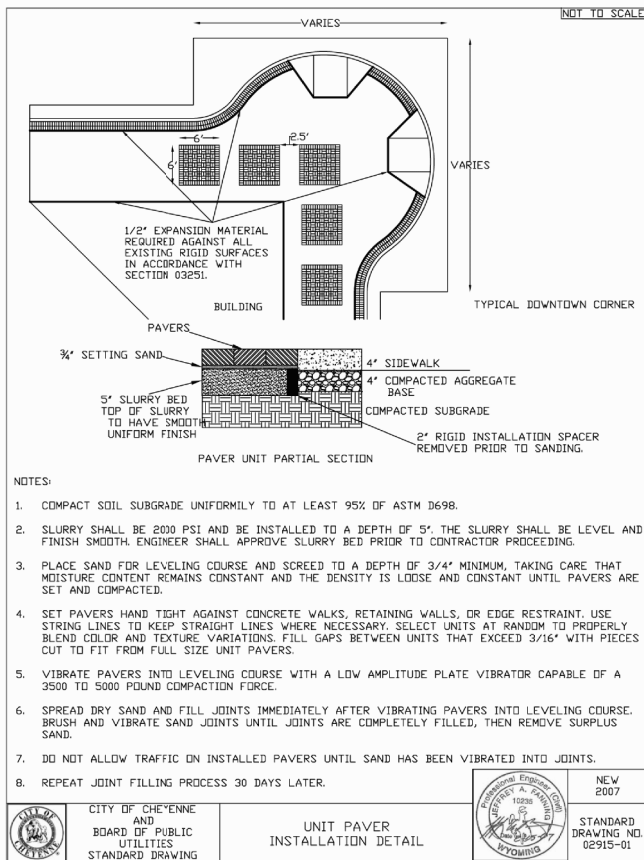 NOT TO SCALE
VARIES
6'
2.5'
6'
VARIES
1/2" EXPANSION MATERIAL
REQUIRED AGAINST ALL
EXISTING RIGID SURFACES
IN ACCORDANCE WITH
SECTION 03251.
BUILDING
TYPICAL DOWNTOWN CORNER
PAVERS
¾" SETTING SAND
4" SIDEWALK
4" COMPACTED AGGREGATE
BASE
5" SLURRY BED
TOP OF SLURRY
TO HAVE SMOOTH
UNIFORM FINISH
COMPACTED SUBGRADE
2" RIGID INSTALLATION SPACER
REMOVED PRIOR TO SANDING.
PAVER UNIT PARTIAL SECTION
NOTES:
1. COMPACT SOIL SUBGRADE UNIFORMILY TO AT LEAST 95% OF ASTM D698.
2. SLURRY SHALL BE 2000 PSI AND BE INSTALLED TO A DEPTH OF 5". THE SLURRY SHALL BE LEVEL AND
FINISH SMOOTH. ENGINEER SHALL APPROVE SLURRY BED PRIOR TO CONTRACTOR PROCEEDING.
3. PLACE SAND FOR LEVELING COURSE AND SCREED TO A DEPTH OF 3/4" MINIMUM, TAKING CARE THAT
MOISTURE CONTENT REMAINS CONSTANT AND THE DENSITY IS LOOSE AND CONSTANT UNTIL PAVERS ARE
SET AND COMPACTED.
4. SET PAVERS HAND TIGHT AGAINST CONCRETE WALKS, RETAINING WALLS, OR EDGE RESTRAINT. USE
STRING LINES TO KEEP STRAIGHT LINES WHERE NECESSARY. SELECT UNITS AT RANDOM TO PROPERLY
BLEND COLOR AND TEXTURE VARIATIONS. FILL GAPS BETWEEN UNITS THAT EXCEED 3/16" WITH PIECES
CUT TO FIT FROM FULL SIZE UNIT PAVERS.
5. VIBRATE PAVERS INTO LEVELING COURSE WITH A LOW AMPLITUDE PLATE VIBRATOR CAPABLE OF A
3500 TO 5000 POUND COMPACTION FORCE.
6. SPREAD DRY SAND AND FILL JOINTS IMMEDIATELY AFTER VIBRATING PAVERS INTO LEVELING COURSE.
BRUSH AND VIBRATE SAND JOINTS UNTIL JOINTS ARE COMPLETELY FILLED, THEN REMOVE SURPLUS
SAND.
7. DO NOT ALLOW TRAFFIC ON INSTALLED PAVERS UNTIL SAND HAS BEEN VIBRATED INTO JOINTS.
8. REPEAT JOINT FILLING PROCESS 30 DAYS LATER.
CITY OF
CHEYENNE
CITY OF CHEYENNE
AND
BOARD OF PUBLIC
UTILITIES
STANDARD DRAWING
UNIT PAVER
INSTALLATION DETAIL
Professional Engineer (Civil)
JEFFREY A. FANNING
10235
WYOMING
NEW
2007
STANDARD
DRAWING NO.
02915-01